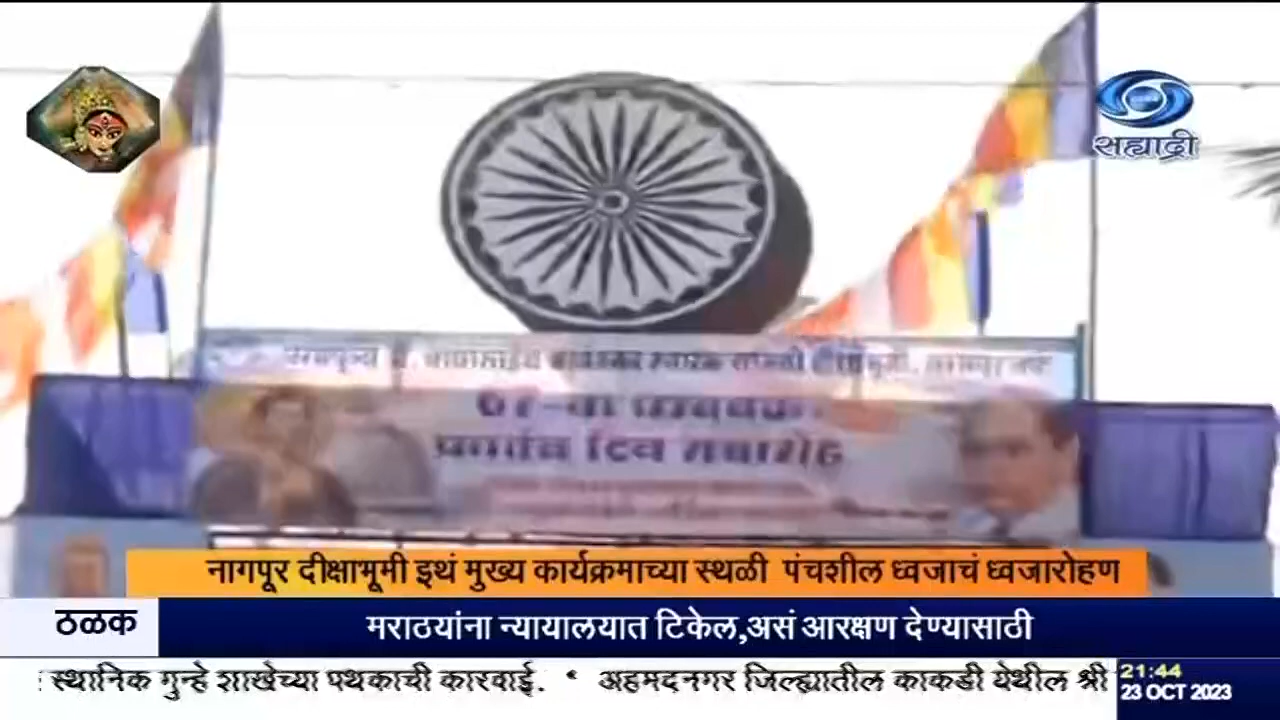 सह्याद्री
दिव समारोह
नागपूर दीक्षाभूमी इथं मुख्य कार्यक्रमाच्या स्थळी पंचशील ध्वजाचं ध्वजारोहण
ठळक
मराठयांना न्यायालयात टिकेल,असं आरक्षण देण्यासाठी
स्थानिक गुन्हे शाखेच्या पथकाची कारवाई. * अहमदनगर जिल्ह्यातील काकडी येथील श्री
21:44
23 OCT 2023